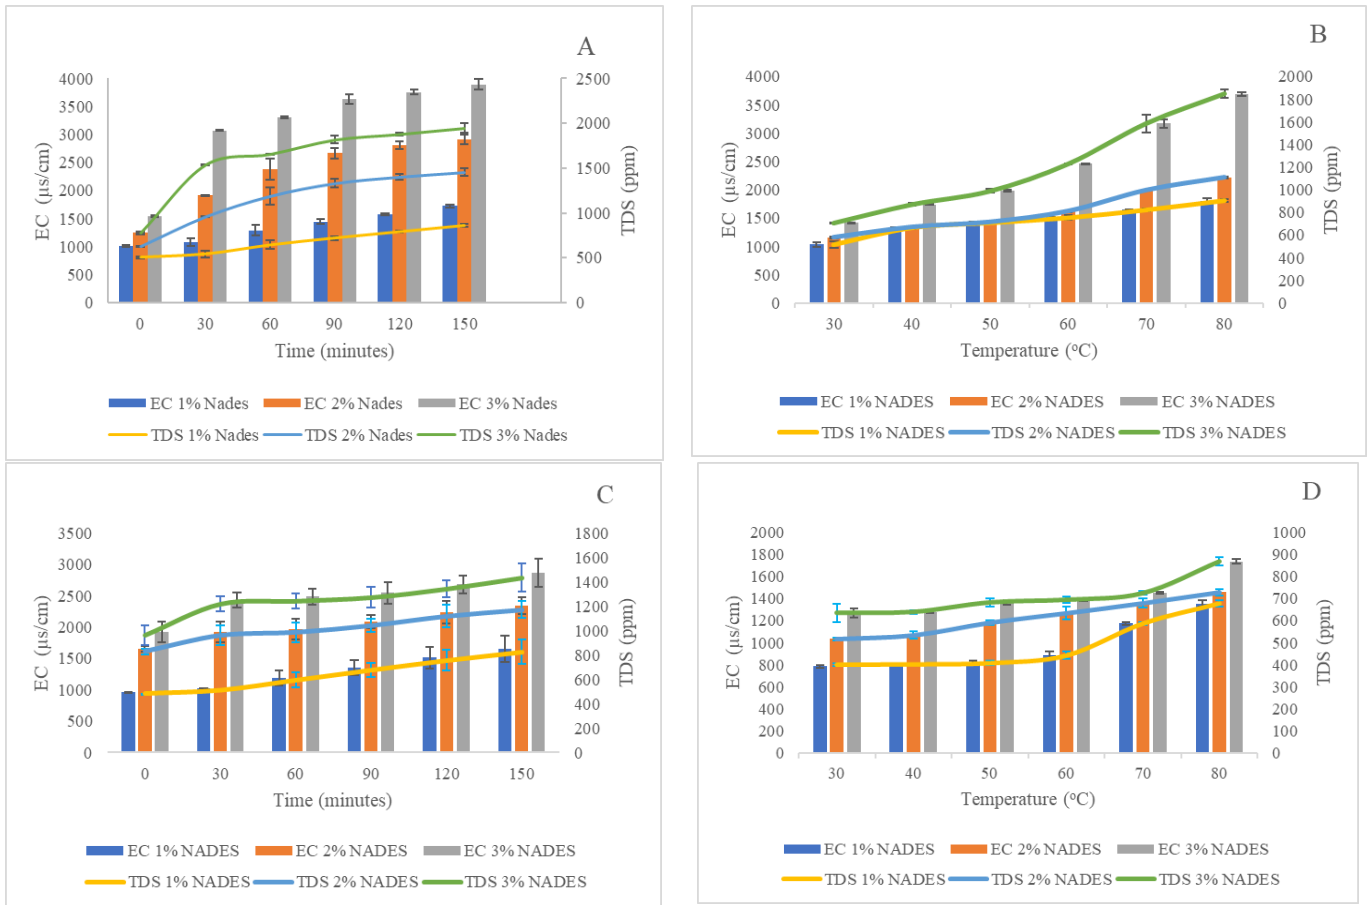 A
EC (µs/cm)
4000
3500
3000
2500
2000
1500
1000
500
0
2500
2000
1500
1000
500
0
TDS (ppm)
0 30 60 90 120 150
Time (minutes)
EC 1% Nades EC 2% Nades EC 3% Nades
TDS 1% Nades TDS 2% Nades TDS 3% Nades
B
EC (µs/cm)
4000
3500
3000
2500
2000
1500
1000
500
0
2000
1800
1600
1400
1200
1000
800
600
400
200
0
TDS (ppm)
30 40 50 60 70 80
Temperature (°C)
EC 1% NADES EC 2% NADES EC 3% NADES
TDS 1% NADES TDS 2% NADES TDS 3% NADES
C
EC (µs/cm)
3500
3000
2500
2000
1500
1000
500
0
1800
1600
1400
1200
1000
800
600
400
200
0
TDS (ppm)
0 30 60 90 120 150
Time (minutes)
EC 1% NADES EC 2% NADES EC 3% NADES
TDS 1% NADES TDS 2% NADES TDS 3% NADES
D
EC (µs/cm)
2000
1800
1600
1400
1200
1000
800
600
400
200
0
1000
900
800
700
600
500
400
300
200
100
0
TDS (ppm)
30 40 50 60 70 80
Temperature (°C)
EC 1% NADES EC 2% NADES EC 3% NADES
TDS 1% NADES TDS 2% NADES TDS 3% NADES